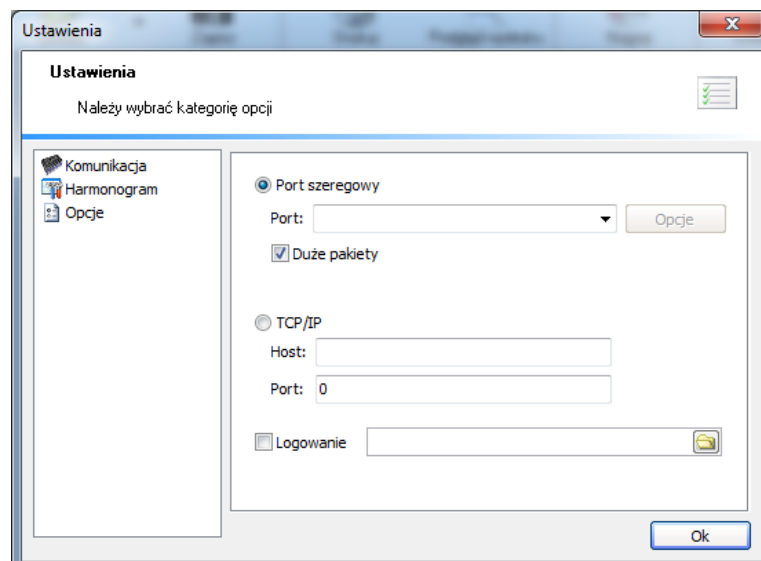 Ustawienia
Ustawienia
Należy wybrać kategorię opcji
Komunikacja
Harmonogram
Opcje
Port szeregowy
Port:
Opcje
Duże pakiety
TCP/IP
Host:
Port: 0
Logowanie
Ok